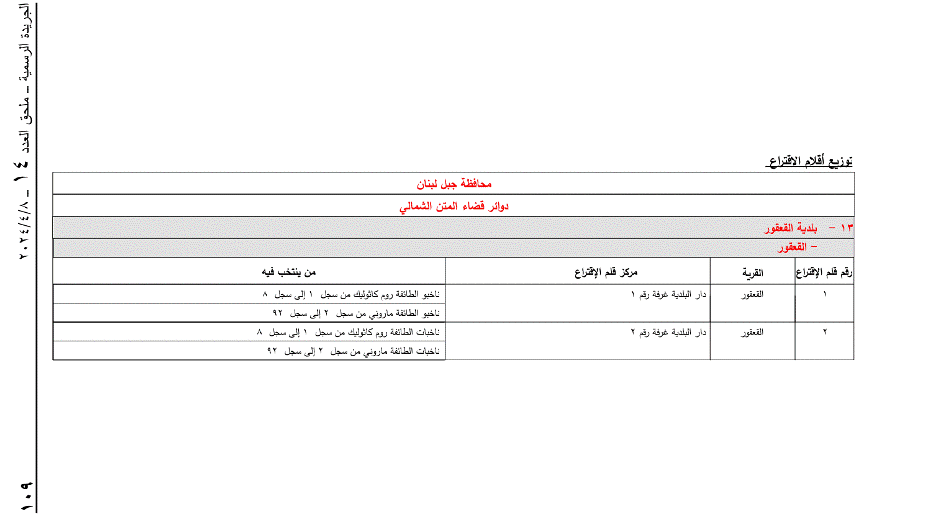 الجريدة الرسمية – ملحق العدد ١٤ – ٢٠٢٤/٤/٨
توزيع أقلام الاقتراع
محافظة جبل لبنان
دوائر قضاء المتن الشمالي
١٣ – بلدية القعقور
– القعقور
رقم قلم الإقتراع القرية مركز قلم الإقتراع من ينتخب فيه
١ القعقور دار البلدية غرفة رقم ١ ناخبو الطائفة روم كاثوليك من سجل ١ إلى سجل ٨
ناخبو الطائفة ماروني من سجل ٢ إلى سجل ٩٢
٢ القعقور دار البلدية غرفة رقم ٢ ناخبات الطائفة روم كاثوليك من سجل ١ إلى سجل ٨
ناخبات الطائفة ماروني من سجل ٢ إلى سجل ٩٢
١٠٩